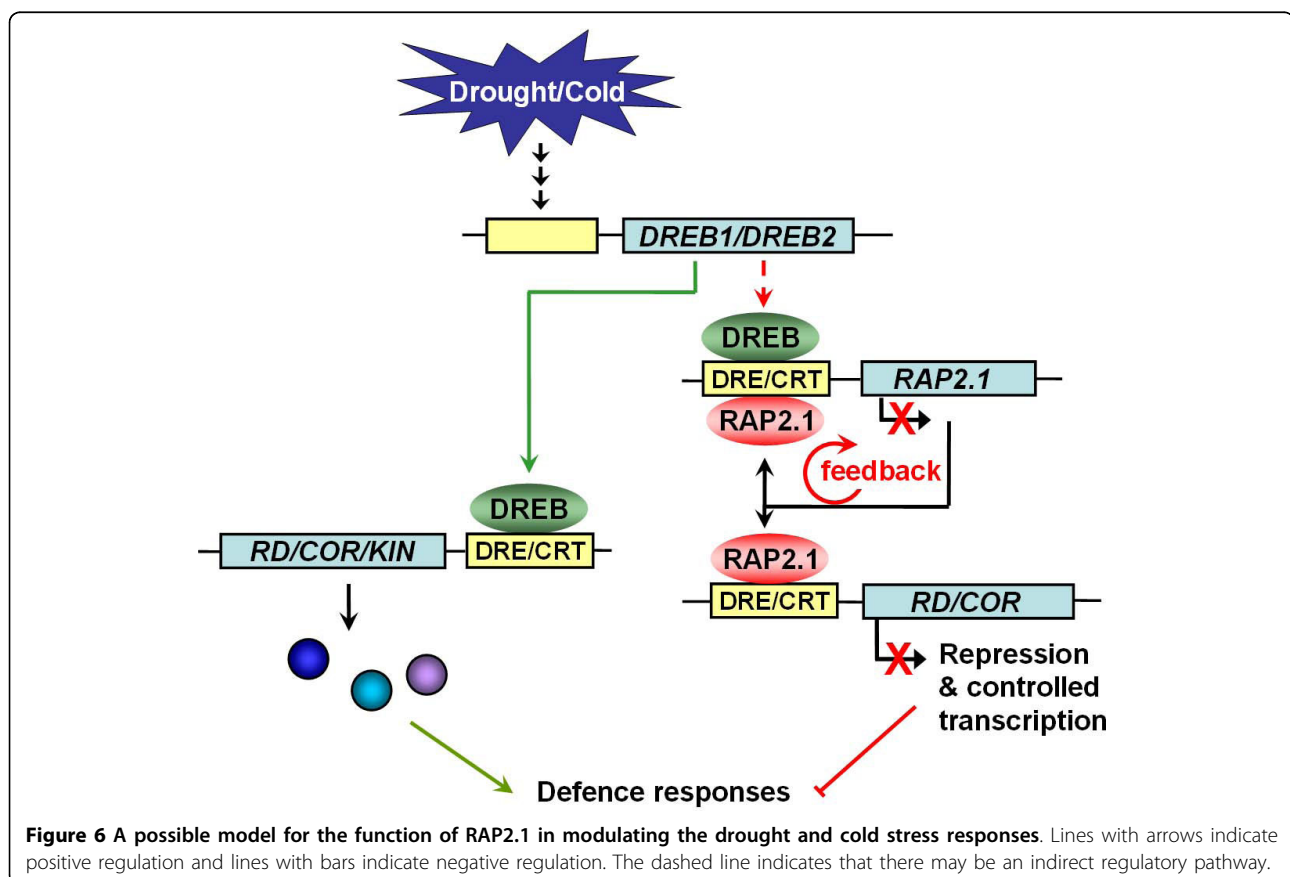 Drought/Cold
DREB1/DREB2
DREB
DRE/CRT
RAP2.1
RAP2.1
X
feedback
DREB
RD/COR/KIN
DRE/CRT
RAP2.1
DRE/CRT
RD/COR
X
Repression
& controlled
transcription
Defence responses
Figure 6 A possible model for the function of RAP2.1 in modulating the drought and cold stress responses. Lines with arrows indicate
positive regulation and lines with bars indicate negative regulation. The dashed line indicates that there may be an indirect regulatory pathway.